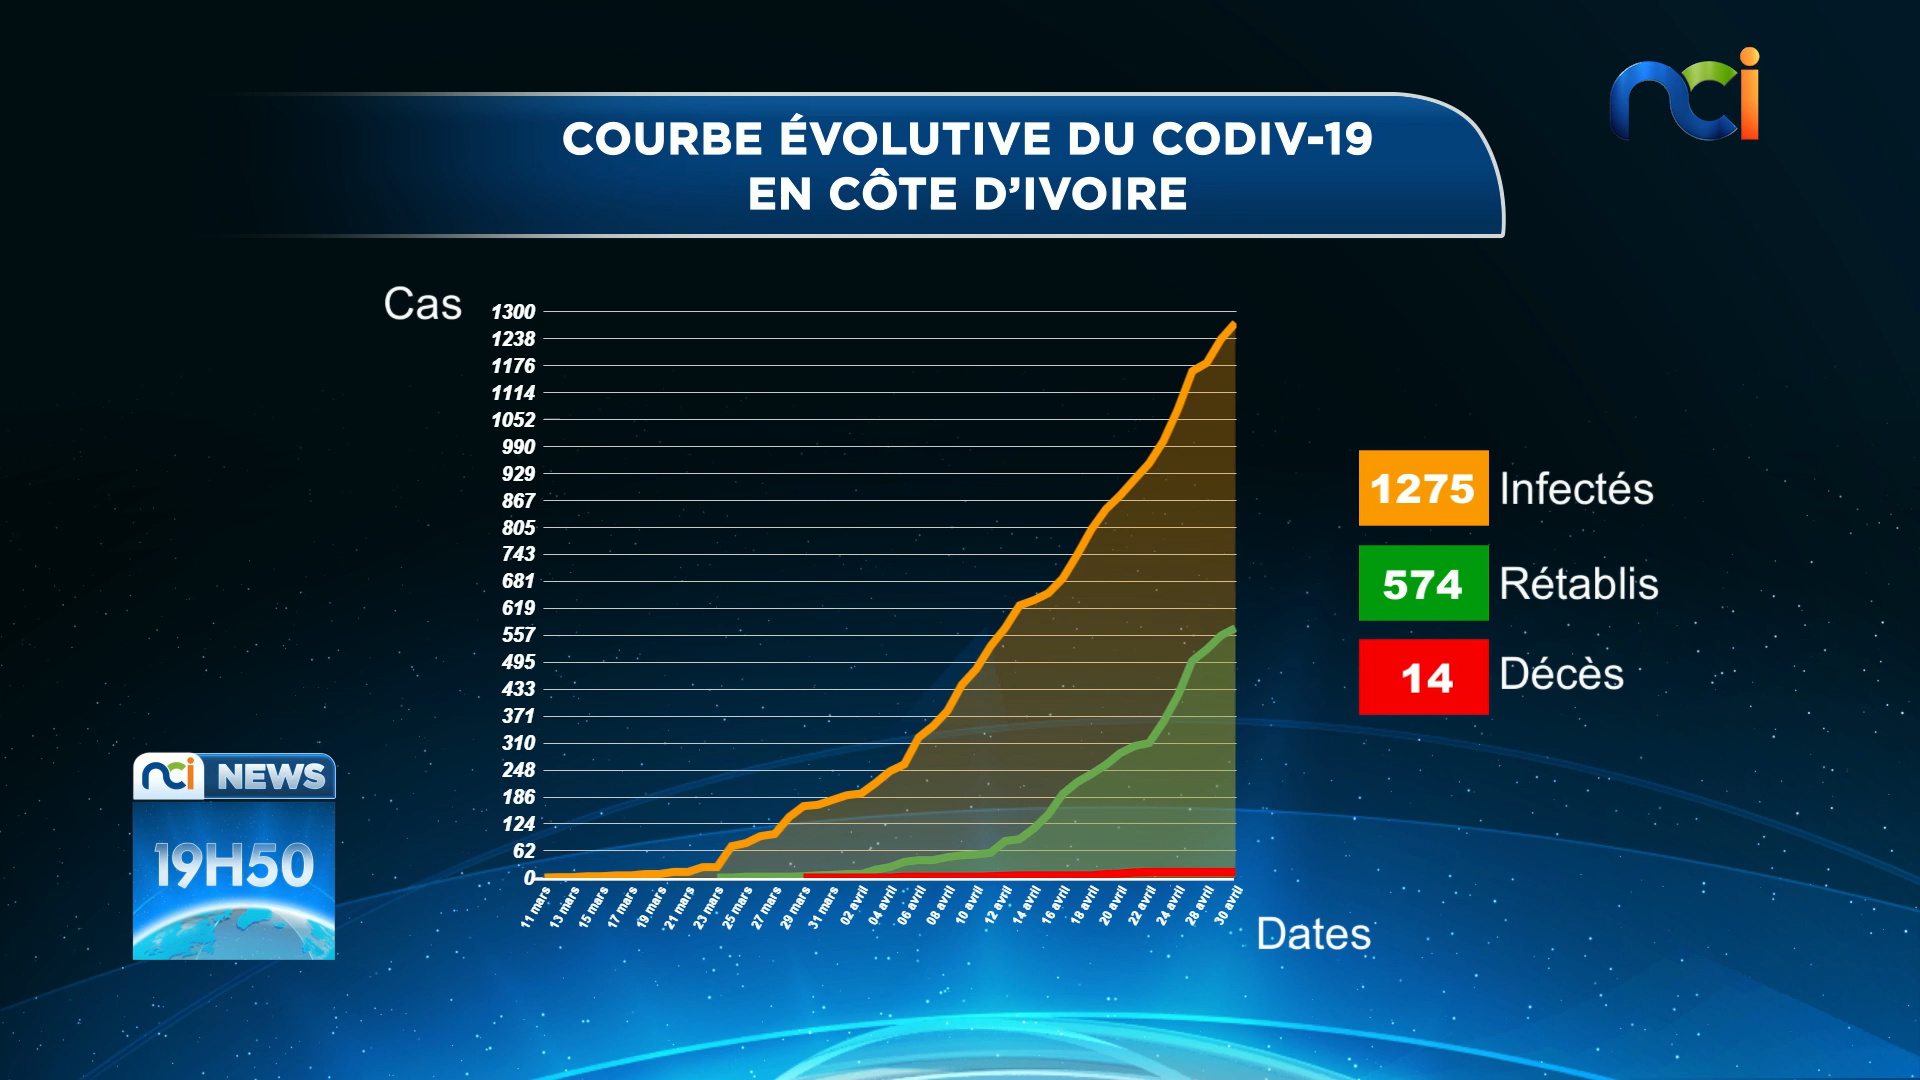 nci
COURBE ÉVOLUTIVE DU CODIV-19
EN CÔTE D'IVOIRE
Cas
1300
1238
1176
1114
1052
990
929
867
805
743
681
619
557
495
433
371
310
248
186
124
62
0
11 mars
13 mars
15 mars
17 mars
19 mars
21 mars
23 mars
25 mars
27 mars
29 mars
31 mars
02 avril
04 avril
06 avril
08 avril
10 avril
12 avril
14 avril
16 avril
18 avril
20 avril
22 avril
24 avril
28 avril
30 avril
Dates
1275 Infectés
574 Rétablis
14 Décès
nci NEWS
19H50